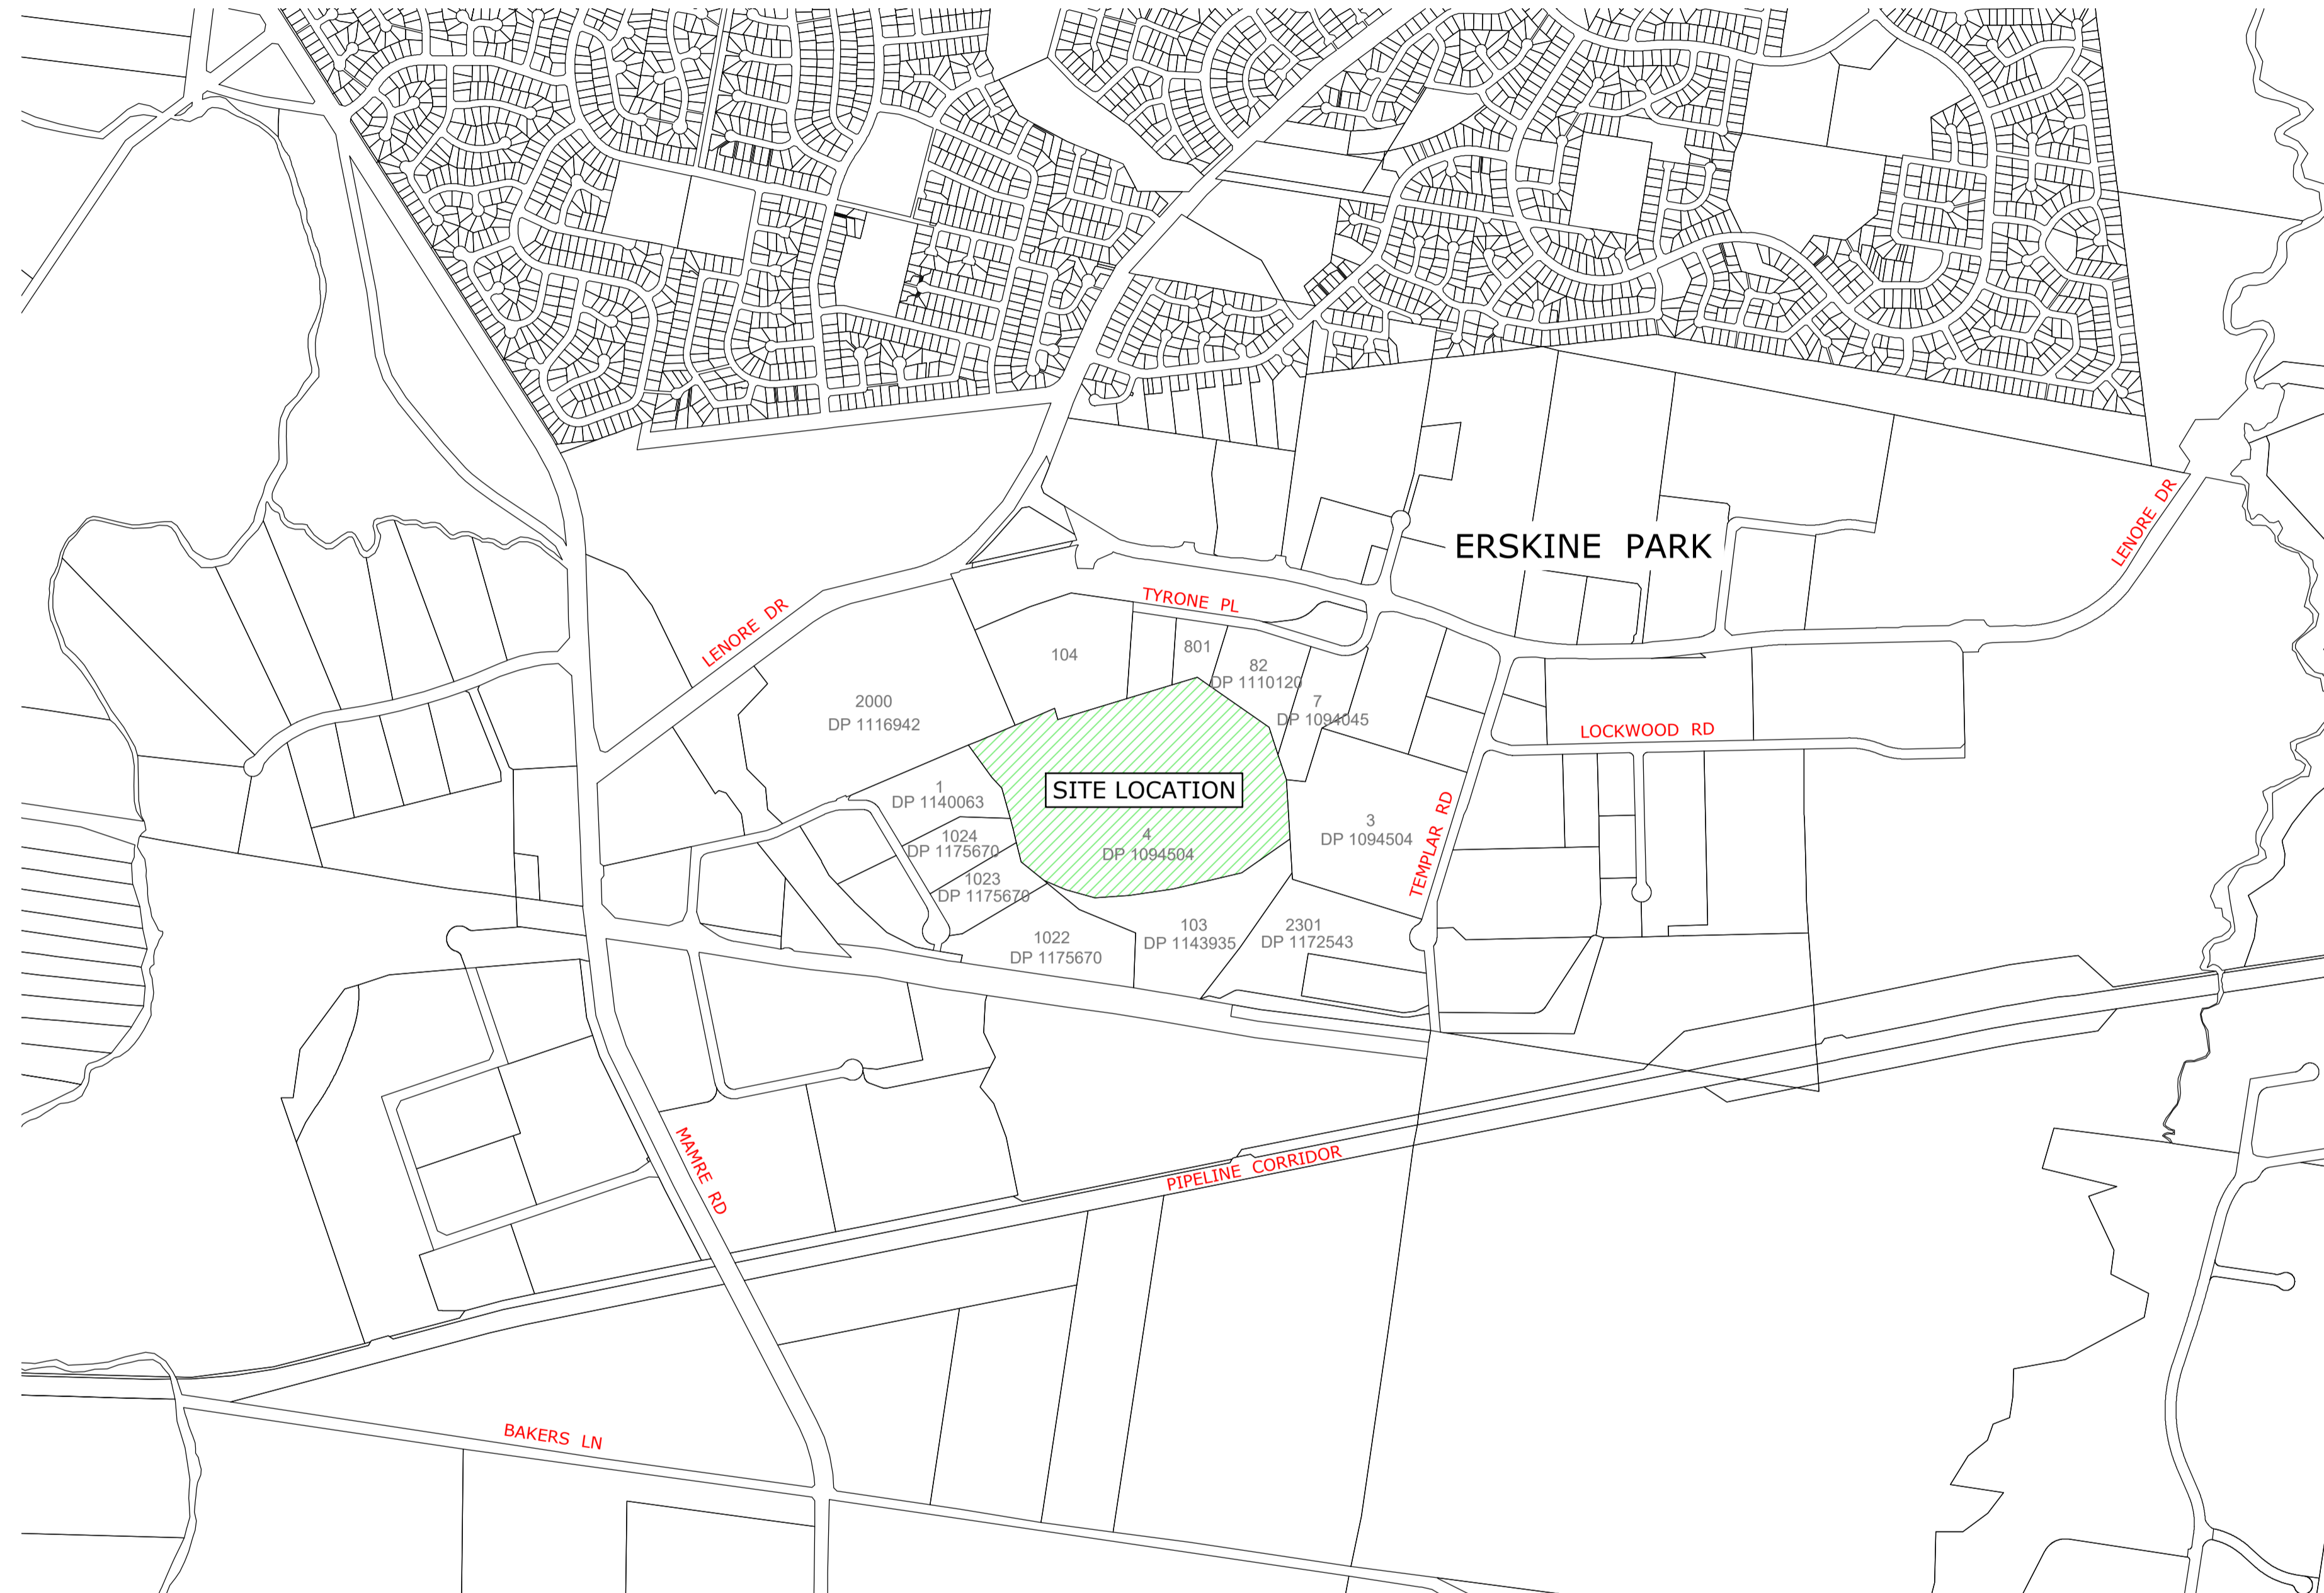 ERSKINE PARK
LENORE DR
TYRONE PL
LENORE DR
104
801
82
DP 1110120
7
DP 1094045
2000
DP 1116942
LOCKWOOD RD
SITE LOCATION
1
DP 1140063
4
DP 1094504
3
DP 1094504
TEMPLAR RD
1024
DP 1175670
1023
DP 1175670
1022
DP 1175670
103
DP 1143935
2301
DP 1172543
MAMRE RD
PIPELINE CORRIDOR
BAKERS LN